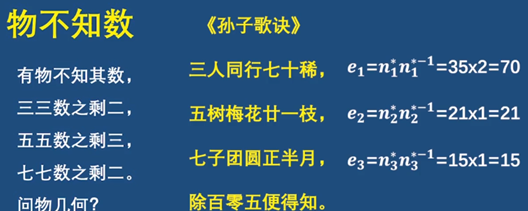 物不知数
有物不知其数，
三三数之剩二，
五五数之剩三，
七七数之剩二。
问物几何？
《孙子歌诀》
三人同行七十稀，
五树梅花廿一枝，
七子团圆正半月，
除百零五便得知。
e₁=n₁*n₁*⁻¹=35x2=70
e₂=n₂*n₂*⁻¹=21x1=21
e₃=n₃*n₃*⁻¹=15x1=15